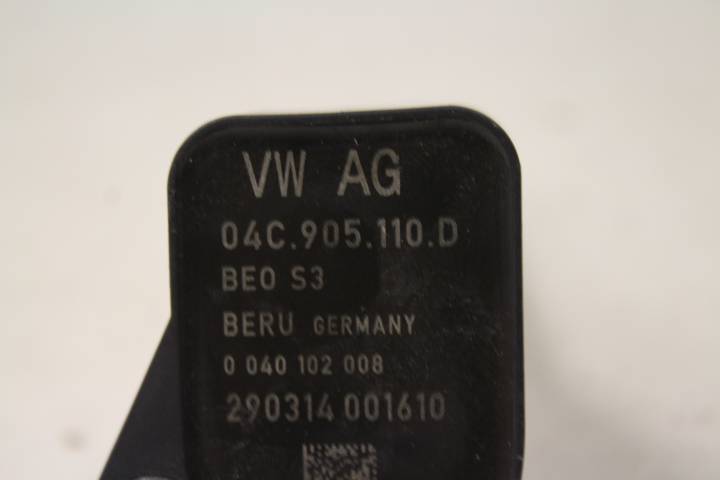 VW AG
04C.905.110.D
BEO S3
BERU GERMANY
0 040 102 008
290314 001610